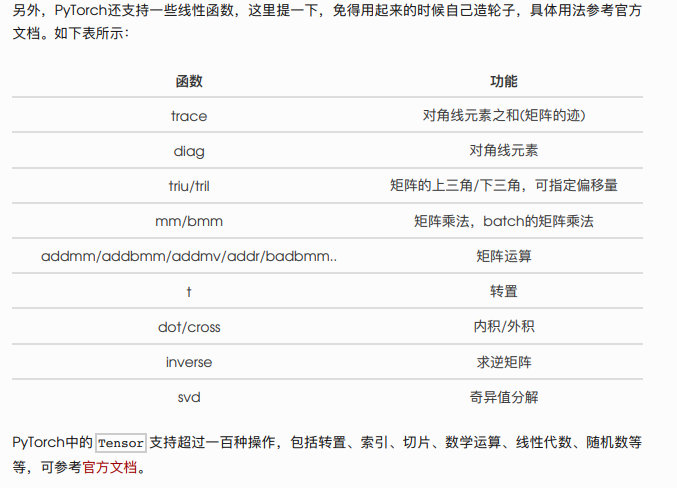 另外，PyTorch还支持一些线性函数，这里提一下，免得用起来的时候自己造轮子，具体用法参考官方
文档。如下表所示：
函数 功能
trace 对角线元素之和(矩阵的迹)
diag 对角线元素
triu/tril 矩阵的上三角/下三角，可指定偏移量
mm/bmm 矩阵乘法，batch的矩阵乘法
addmm/addbmm/addmv/addr/badbmm.. 矩阵运算
t 转置
dot/cross 内积/外积
inverse 求逆矩阵
svd 奇异值分解
PyTorch中的 Tensor 支持超过一百种操作，包括转置、索引、切片、数学运算、线性代数、随机数等
等，可参考官方文档。